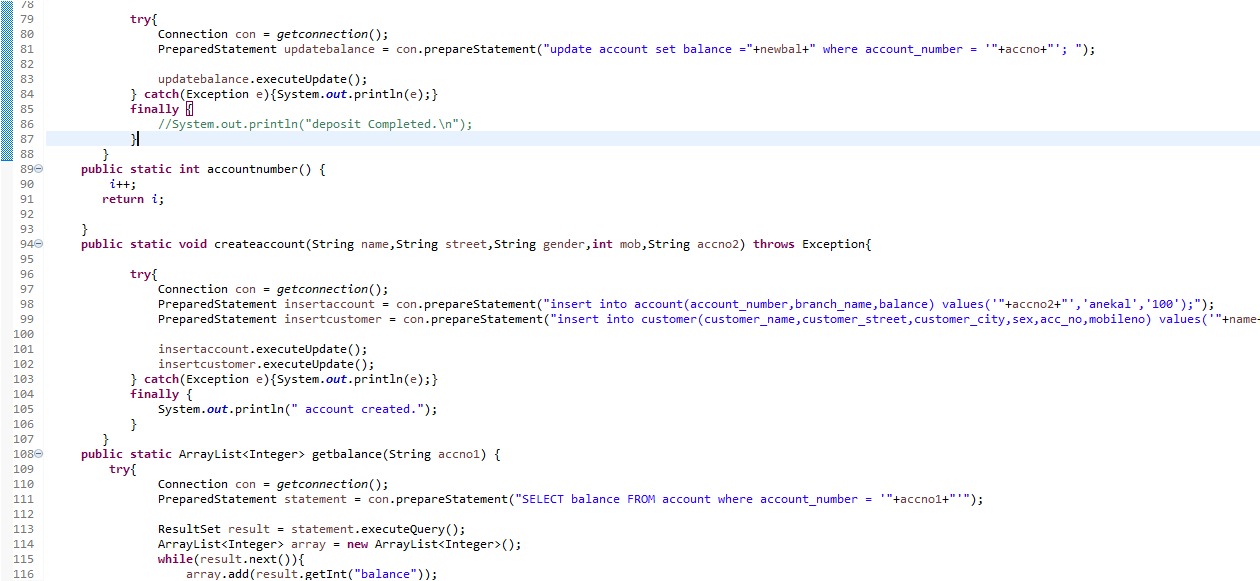 78
79 try{
80 Connection con = getconnection();
81 PreparedStatement updatebalance = con.prepareStatement("update account set balance ="+newbal+" where account_number = '"+accno+"'; ");
82
83 updatebalance.executeUpdate();
84 } catch(Exception e){System.out.println(e);}
85 finally {
86 //System.out.println("deposit Completed.\n");
87 }
88 }
89 public static int accountnumber() {
90 i++;
91 return i;
92
93 }
94 public static void createaccount(String name,String street,String gender,int mob,String accno2) throws Exception{
95
96 try{
97 Connection con = getconnection();
98 PreparedStatement insertaccount = con.prepareStatement("insert into account(account_number,branch_name,balance) values('"+accno2+"','anekal','100');");
99 PreparedStatement insertcustomer = con.prepareStatement("insert into customer(customer_name,customer_street,customer_city,sex,acc_no,mobileno) values('"+name+
100
101 insertaccount.executeUpdate();
102 insertcustomer.executeUpdate();
103 } catch(Exception e){System.out.println(e);}
104 finally {
105 System.out.println(" account created.");
106 }
107 }
108 public static ArrayList<Integer> getbalance(String accno1) {
109 try{
110 Connection con = getconnection();
111 PreparedStatement statement = con.prepareStatement("SELECT balance FROM account where account_number = '"+accno1+"'");
112
113 ResultSet result = statement.executeQuery();
114 ArrayList<Integer> array = new ArrayList<Integer>();
115 while(result.next()){
116 array.add(result.getInt("balance"));